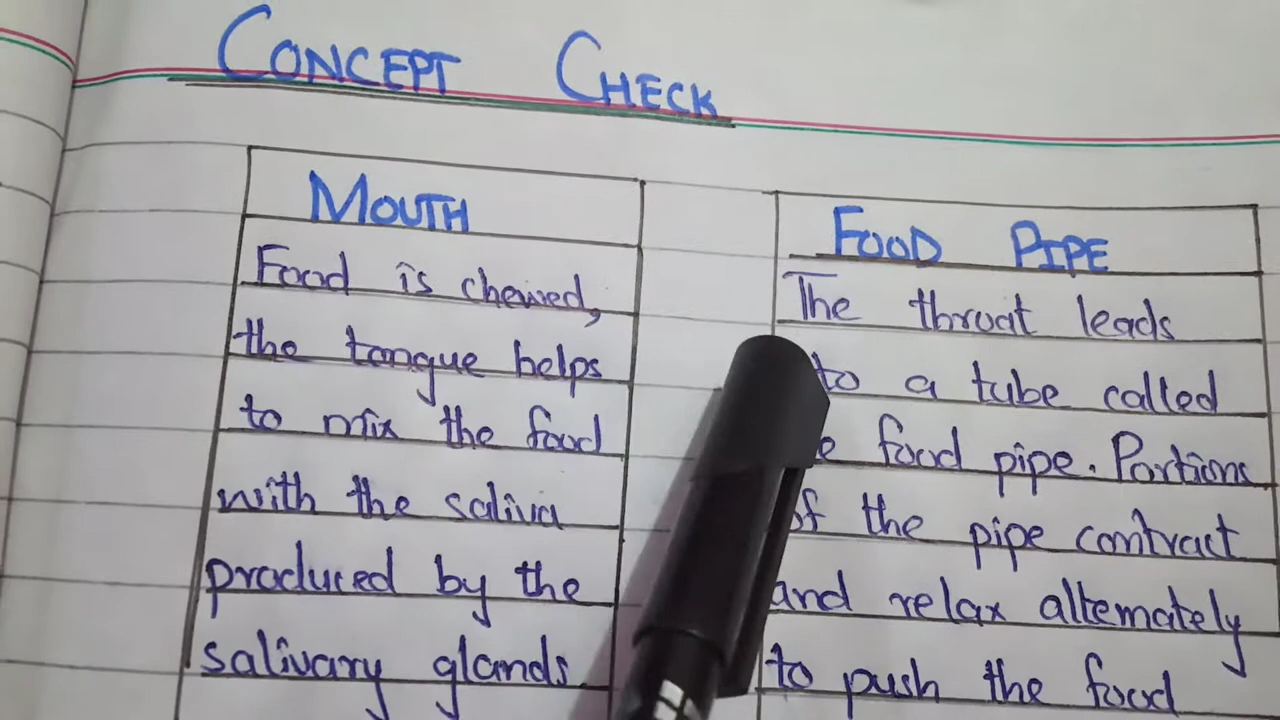 CONCEPT CHECK
MOUTH
Food is chewed,
the tongue helps
to mix the food
with the saliva
produced by the
salivary glands.
FOOD PIPE
The throat leads
to a tube called
food pipe. Portions
of the pipe contract
and relax alternately
to push the food